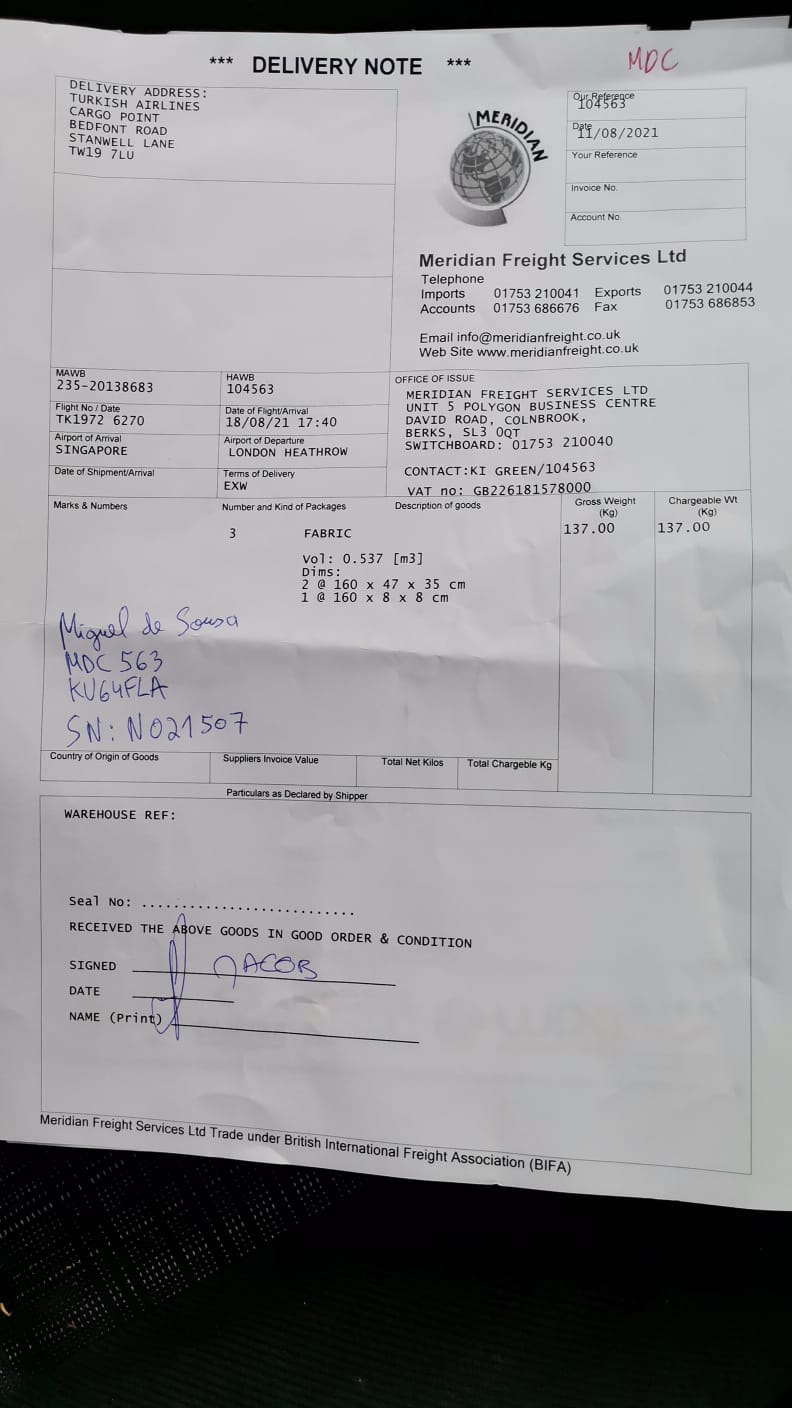 *** DELIVERY NOTE ***
MDC
DELIVERY ADDRESS:
TURKISH AIRLINES
CARGO POINT
BEDFONT ROAD
STANWELL LANE
TW19 7LU
MERIDIAN
Our Reference
104563
Date
11/08/2021
Your Reference
Invoice No.
Account No.
Meridian Freight Services Ltd
Telephone
Imports 01753 210041 Exports 01753 210044
Accounts 01753 686676 Fax 01753 686853
Email info@meridianfreight.co.uk
Web Site www.meridianfreight.co.uk
MAWB
235-20138683
HAWB
104563
Flight No / Date
TK1972 6270
Date of Flight/Arrival
18/08/21 17:40
Airport of Arrival
SINGAPORE
Airport of Departure
LONDON HEATHROW
Date of Shipment/Arrival
Terms of Delivery
EXW
OFFICE OF ISSUE
MERIDIAN FREIGHT SERVICES LTD
UNIT 5 POLYGON BUSINESS CENTRE
DAVID ROAD, COLNBROOK,
BERKS, SL3 0QT
SWITCHBOARD: 01753 210040
CONTACT:KI GREEN/104563
VAT no: GB226181578000
Marks & Numbers
Number and Kind of Packages
Description of goods
Gross Weight
(Kg)
Chargeable Wt
(Kg)
3 FABRIC 137.00 137.00
Vol: 0.537 [m3]
Dims:
2 @ 160 x 47 x 35 cm
1 @ 160 x 8 x 8 cm
Miguel de Sousa
MDC 563
KU64FLA
SN: N021507
Country of Origin of Goods
Suppliers Invoice Value
Total Net Kilos
Total Chargeble Kg
Particulars as Declared by Shipper
WAREHOUSE REF:
Seal No: ...........................
RECEIVED THE ABOVE GOODS IN GOOD ORDER & CONDITION
SIGNED JACOB
DATE
NAME (Print)
Meridian Freight Services Ltd Trade under British International Freight Association (BIFA)